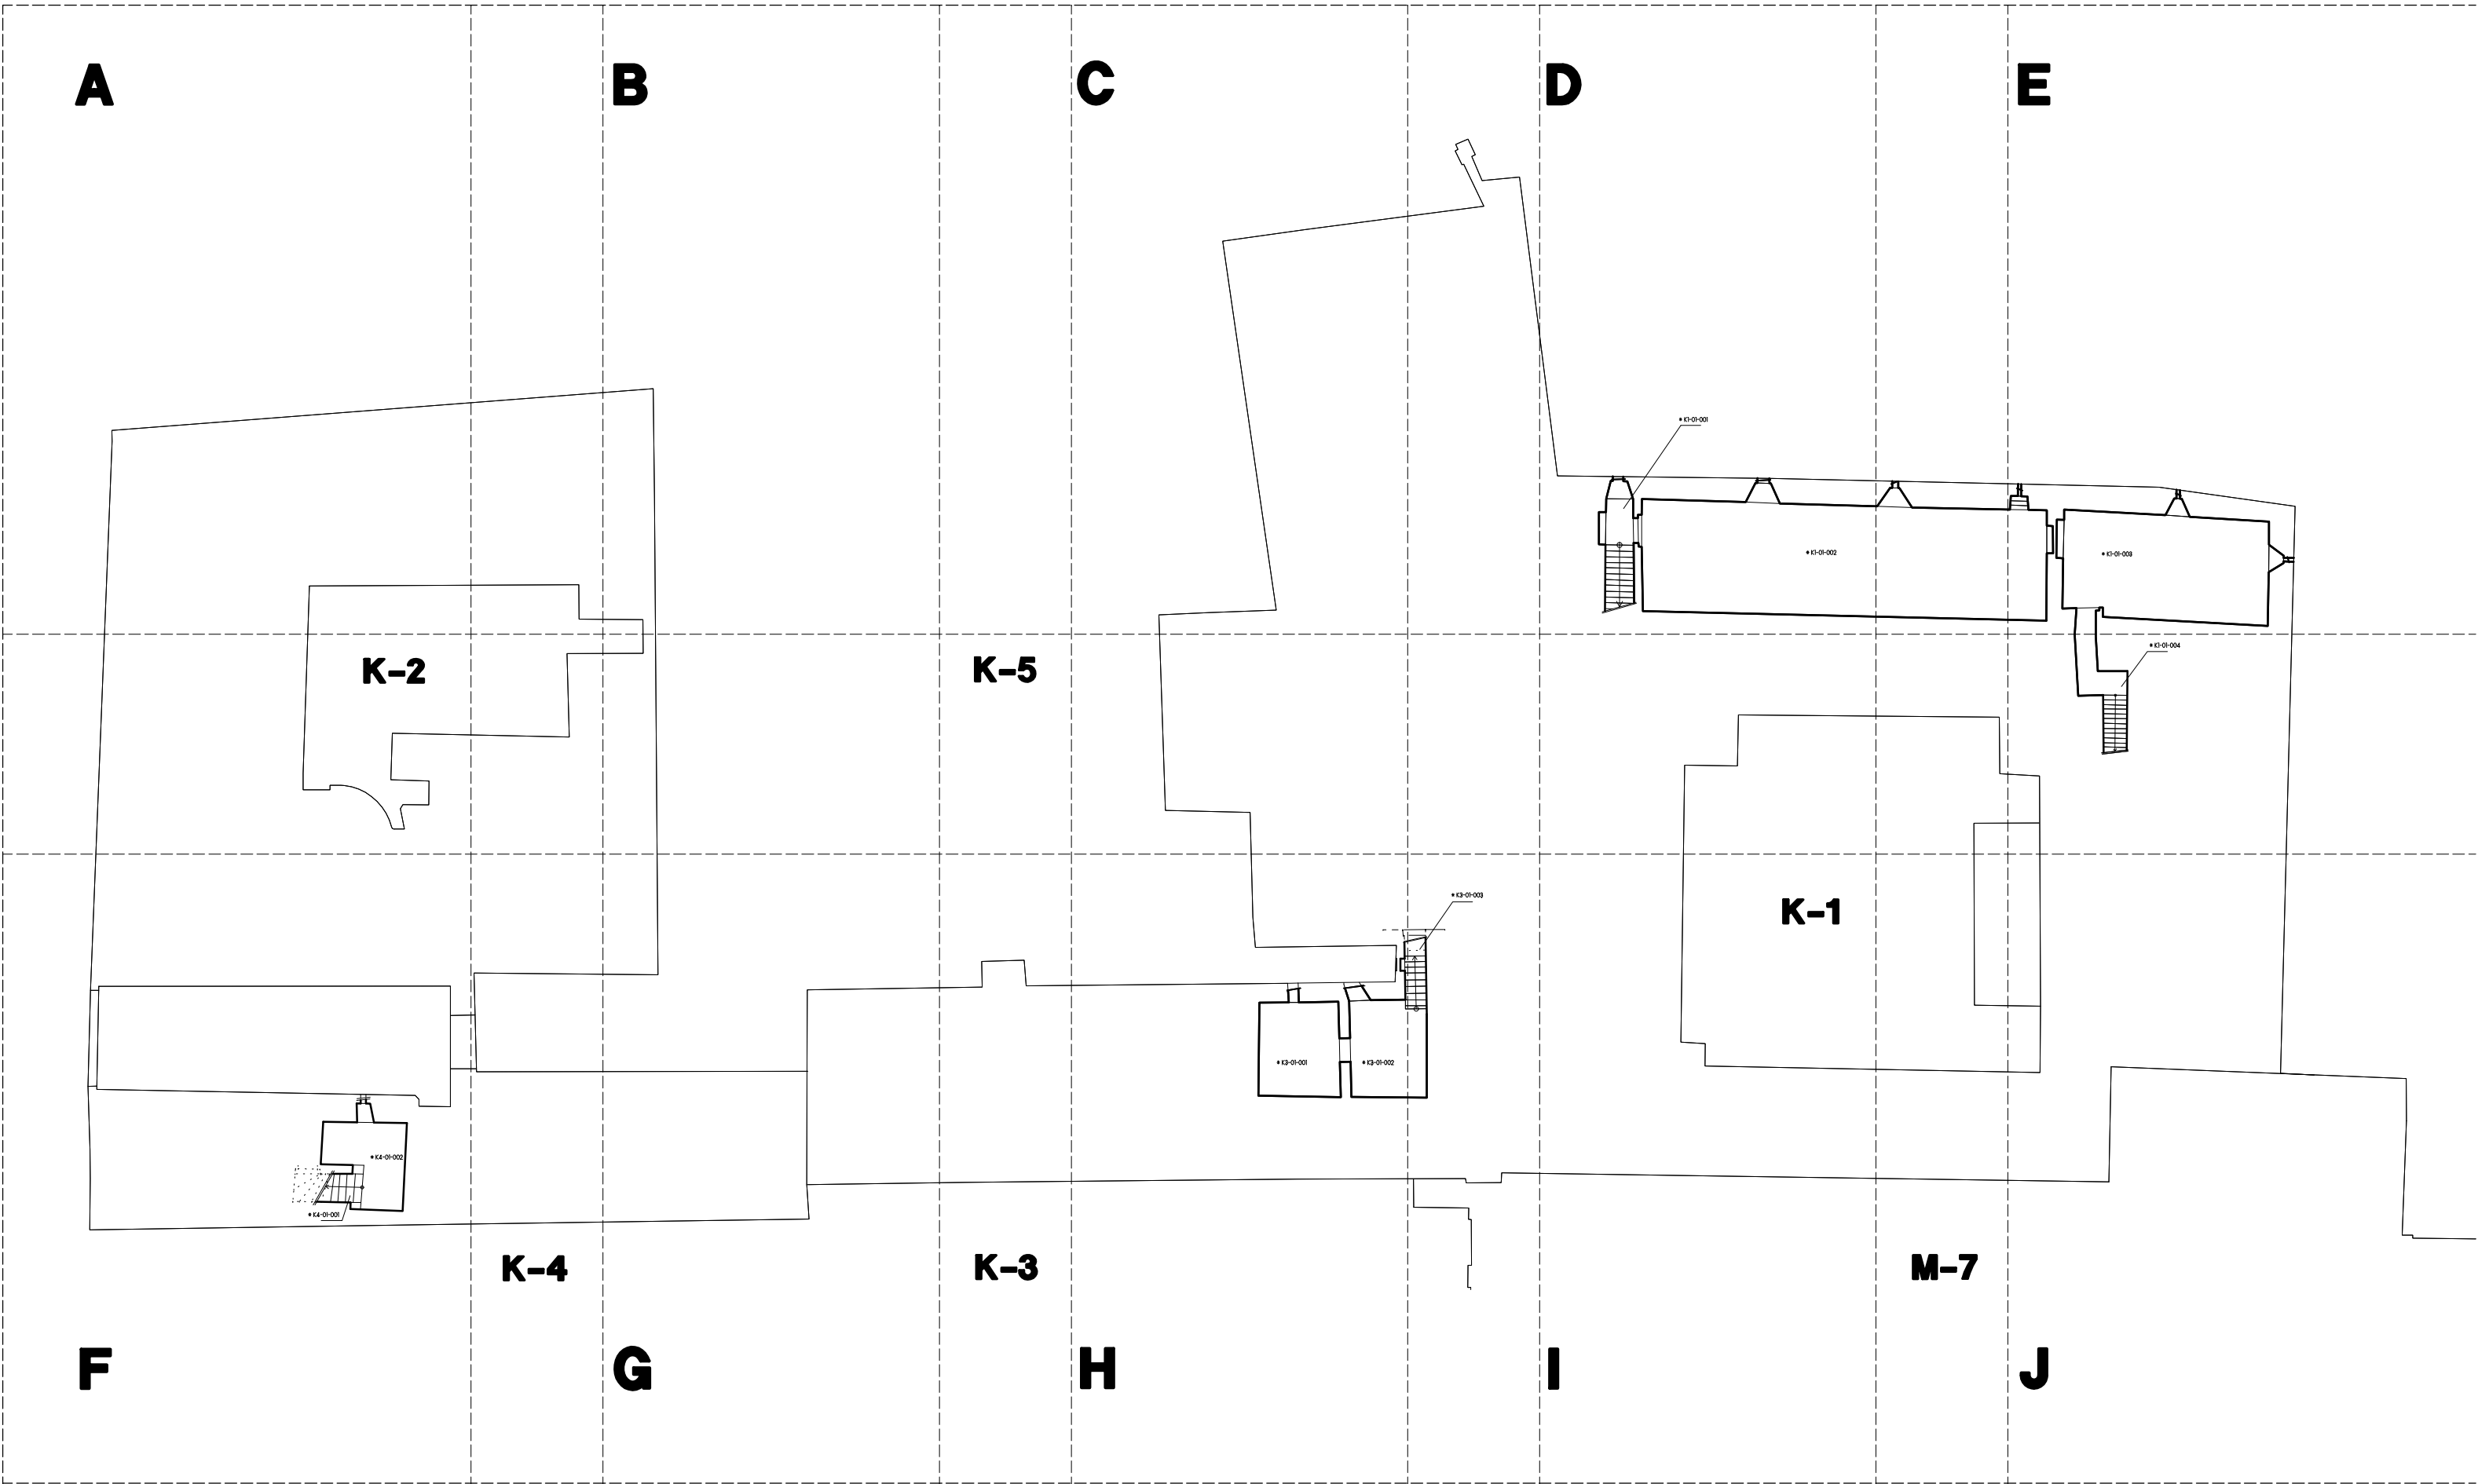 A
B
C
D
E
* K1-01-001
* K1-01-002
* K1-01-003
* K1-01-004
K-2
K-5
* K3-01-003
K-1
* K3-01-001
* K3-01-002
* K4-01-002
* K4-01-001
K-4
K-3
M-7
F
G
H
I
J